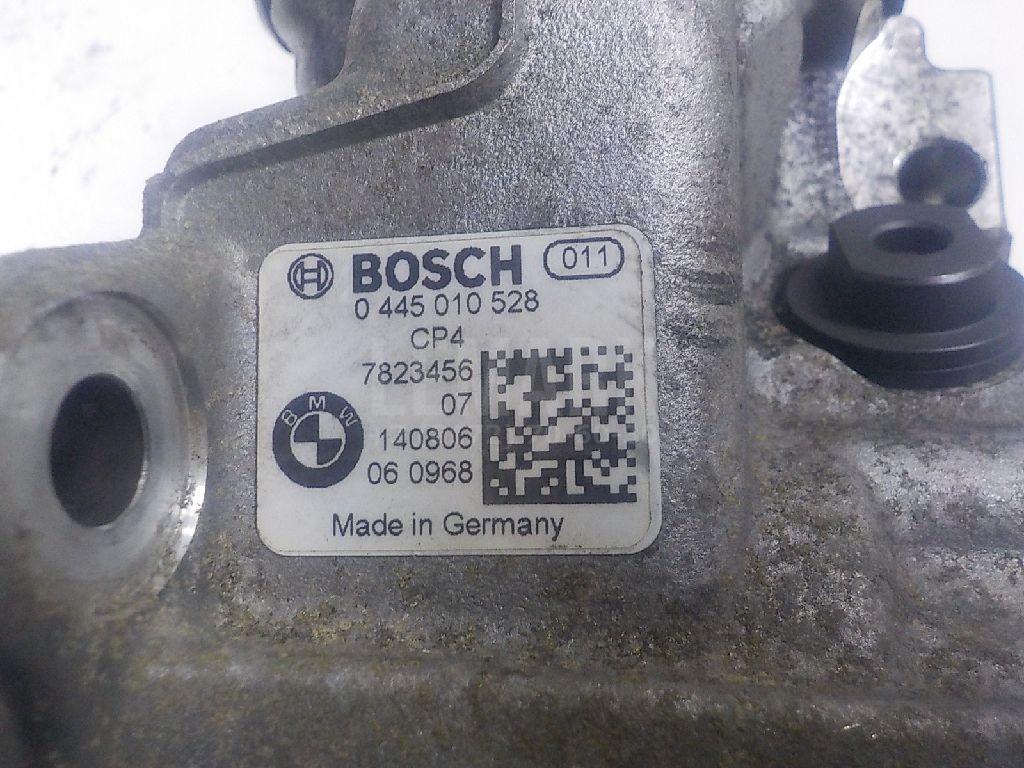 BOSCH 011
0 445 010 528
CP4
7823456
07
BMW
140806
06 0968
Made in Germany